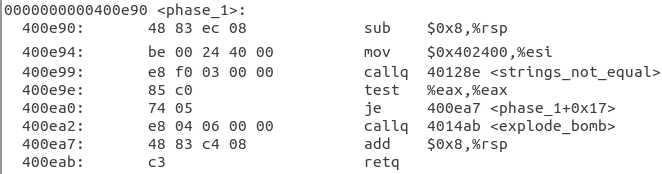 0000000000400e90 <phase_1>:
400e90: 48 83 ec 08 sub $0x8,%rsp
400e94: be 00 24 40 00 mov $0x402400,%esi
400e99: e8 f0 03 00 00 callq 40128e <strings_not_equal>
400e9e: 85 c0 test %eax,%eax
400ea0: 74 05 je 400ea7 <phase_1+0x17>
400ea2: e8 04 06 00 00 callq 4014ab <explode_bomb>
400ea7: 48 83 c4 08 add $0x8,%rsp
400eab: c3 retq